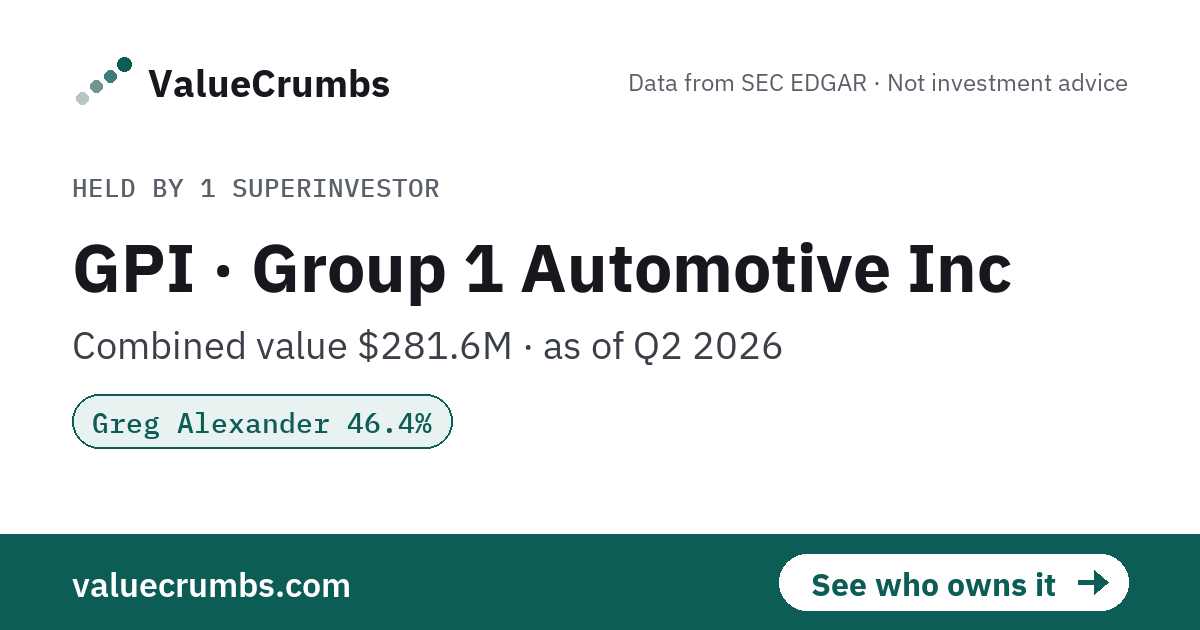 ValueCrumbs
Data from SEC EDGAR · Not investment advice
HELD BY 1 SUPERINVESTOR
GPI · Group 1 Automotive Inc
Combined value $281.6M · as of Q2 2026
Greg Alexander 46.4%
valuecrumbs.com
See who owns it →